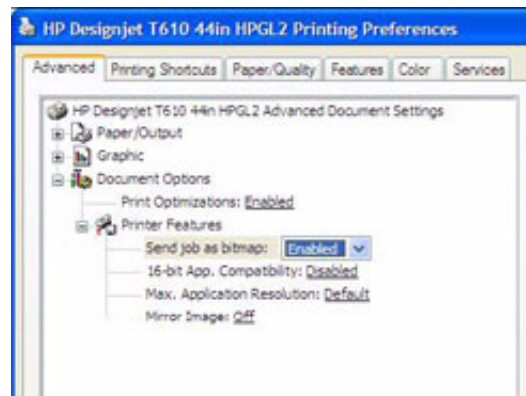 HP Designjet T610 44in HPGL2 Printing Preferences
Advanced Printing Shortcuts Paper/Quality Features Color Services
HP Designjet T610 44in HPGL2 Advanced Document Settings
Paper/Output
Graphic
Document Options
Print Optimizations: Enabled
Printer Features
Send job as bitmap: Enabled
16-bit App. Compatibility: Disabled
Max. Application Resolution: Default
Mirror Image: Off